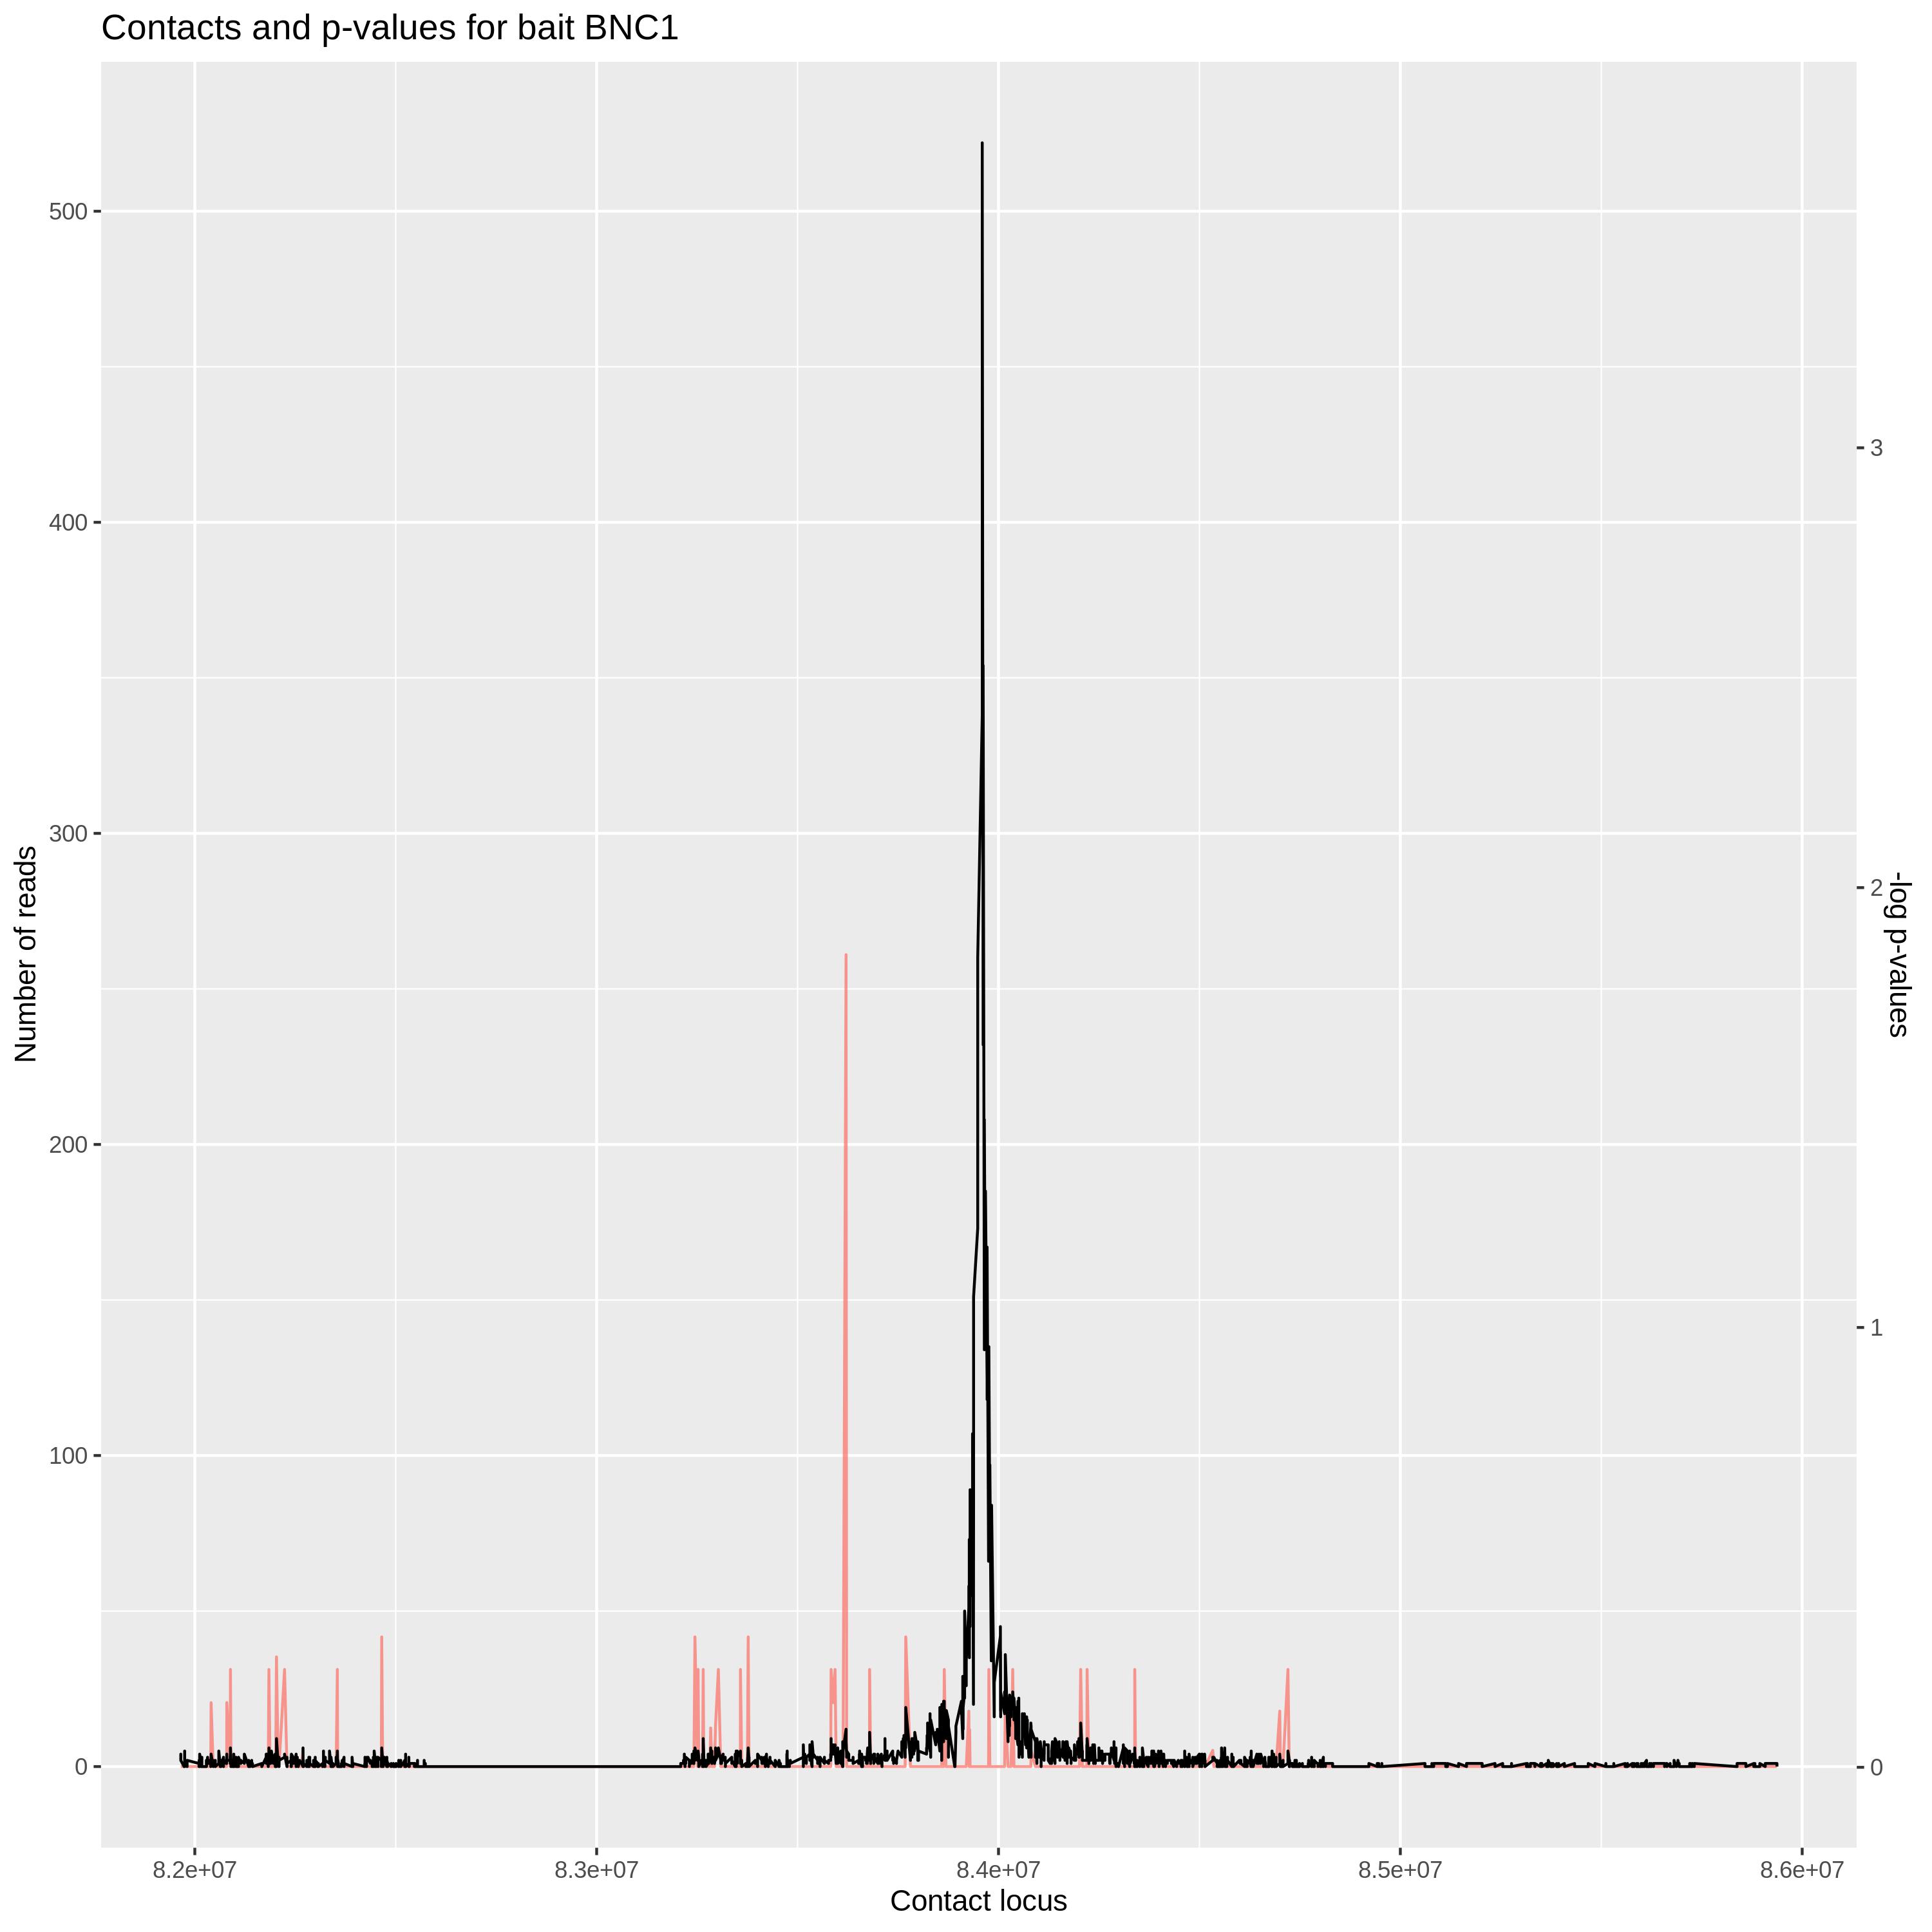 Contacts and p-values for bait BNC1
500
400
300
200
100
0
Number of reads
3
2
1
0
-log p-values
8.2e+07
8.3e+07
8.4e+07
8.5e+07
8.6e+07
Contact locus